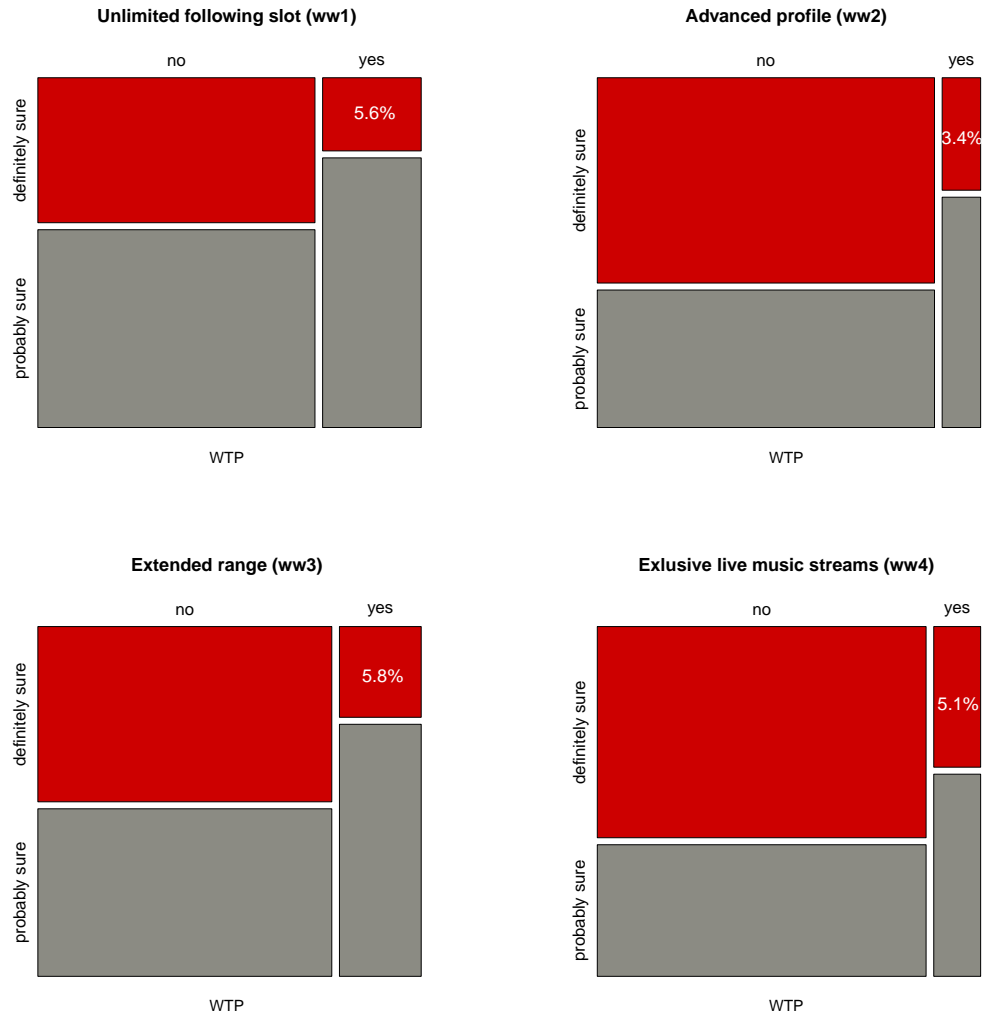 Unlimited following slot (ww1)
no yes
definitely sure
5.6%
probably sure
WTP
Advanced profile (ww2)
no yes
definitely sure
3.4%
probably sure
WTP
Extended range (ww3)
no yes
definitely sure
5.8%
probably sure
WTP
Exlusive live music streams (ww4)
no yes
definitely sure
5.1%
probably sure
WTP